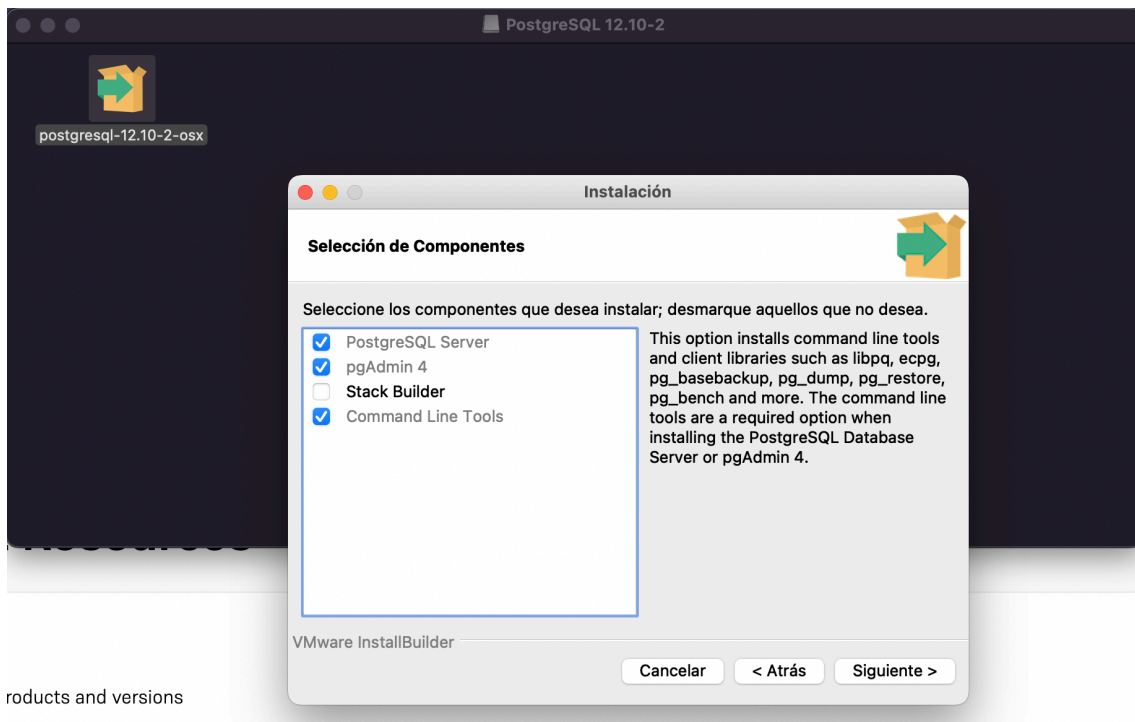 PostgreSQL 12.10-2
postgresql-12.10-2-osx
Instalación
Selección de Componentes
Seleccione los componentes que desea instalar; desmarque aquellos que no desea.
PostgreSQL Server
pgAdmin 4
Stack Builder
Command Line Tools
This option installs command line tools
and client libraries such as libpq, ecpg,
pg_basebackup, pg_dump, pg_restore,
pg_bench and more. The command line
tools are a required option when
installing the PostgreSQL Database
Server or pgAdmin 4.
VMware InstallBuilder
Cancelar
< Atrás
Siguiente >
roducts and versions